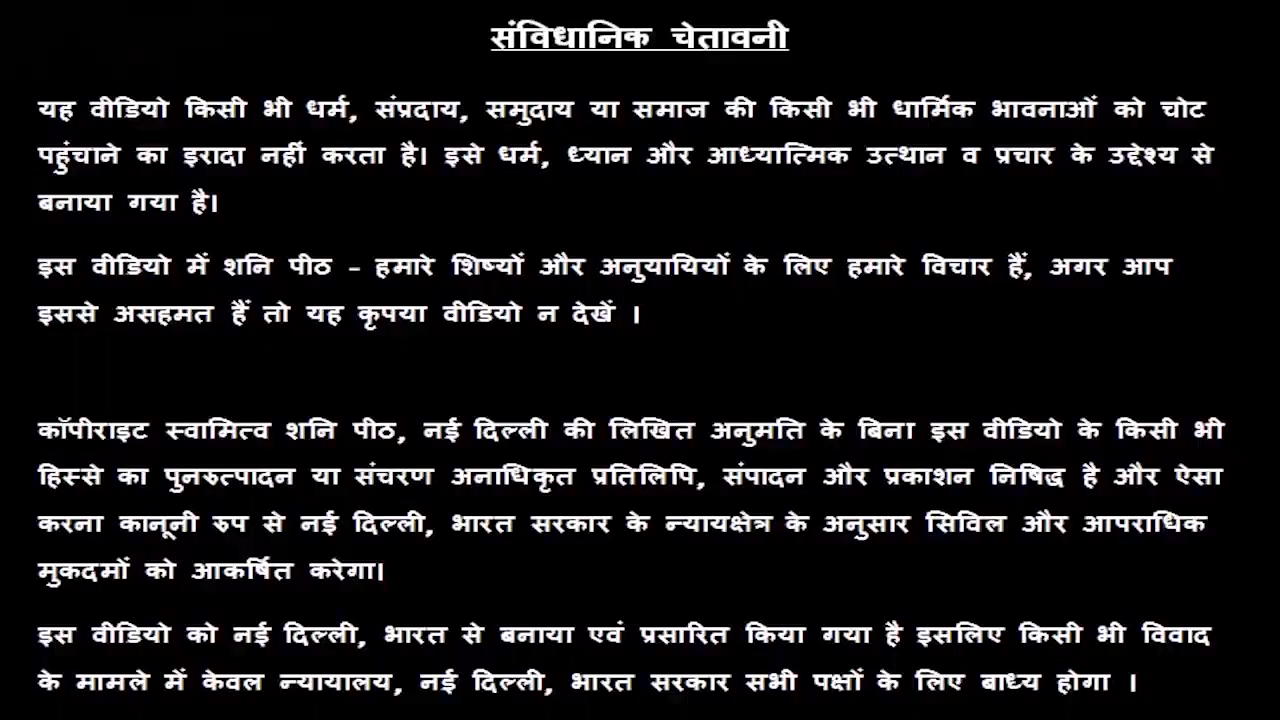 संविधानिक चेतावनी
यह वीडियो किसी भी धर्म, संप्रदाय, समुदाय या समाज की किसी भी धार्मिक भावनाओं को चोट
पहुंचाने का इरादा नहीं करता है। इसे धर्म, ध्यान और आध्यात्मिक उत्थान व प्रचार के उद्देश्य से
बनाया गया है।
इस वीडियो में शनि पीठ – हमारे शिष्यों और अनुयायियों के लिए हमारे विचार हैं, अगर आप
इससे असहमत हैं तो यह कृपया वीडियो न देखें ।
कॉपीराइट स्वामित्व शनि पीठ, नई दिल्ली की लिखित अनुमति के बिना इस वीडियो के किसी भी
हिस्से का पुनरुत्पादन या संचरण अनाधिकृत प्रतिलिपि, संपादन और प्रकाशन निषिद्ध है और ऐसा
करना कानूनी रुप से नई दिल्ली, भारत सरकार के न्यायक्षेत्र के अनुसार सिविल और आपराधिक
मुकदमों को आकर्षित करेगा।
इस वीडियो को नई दिल्ली, भारत से बनाया एवं प्रसारित किया गया है इसलिए किसी भी विवाद
के मामले में केवल न्यायालय, नई दिल्ली, भारत सरकार सभी पक्षों के लिए बाध्य होगा ।